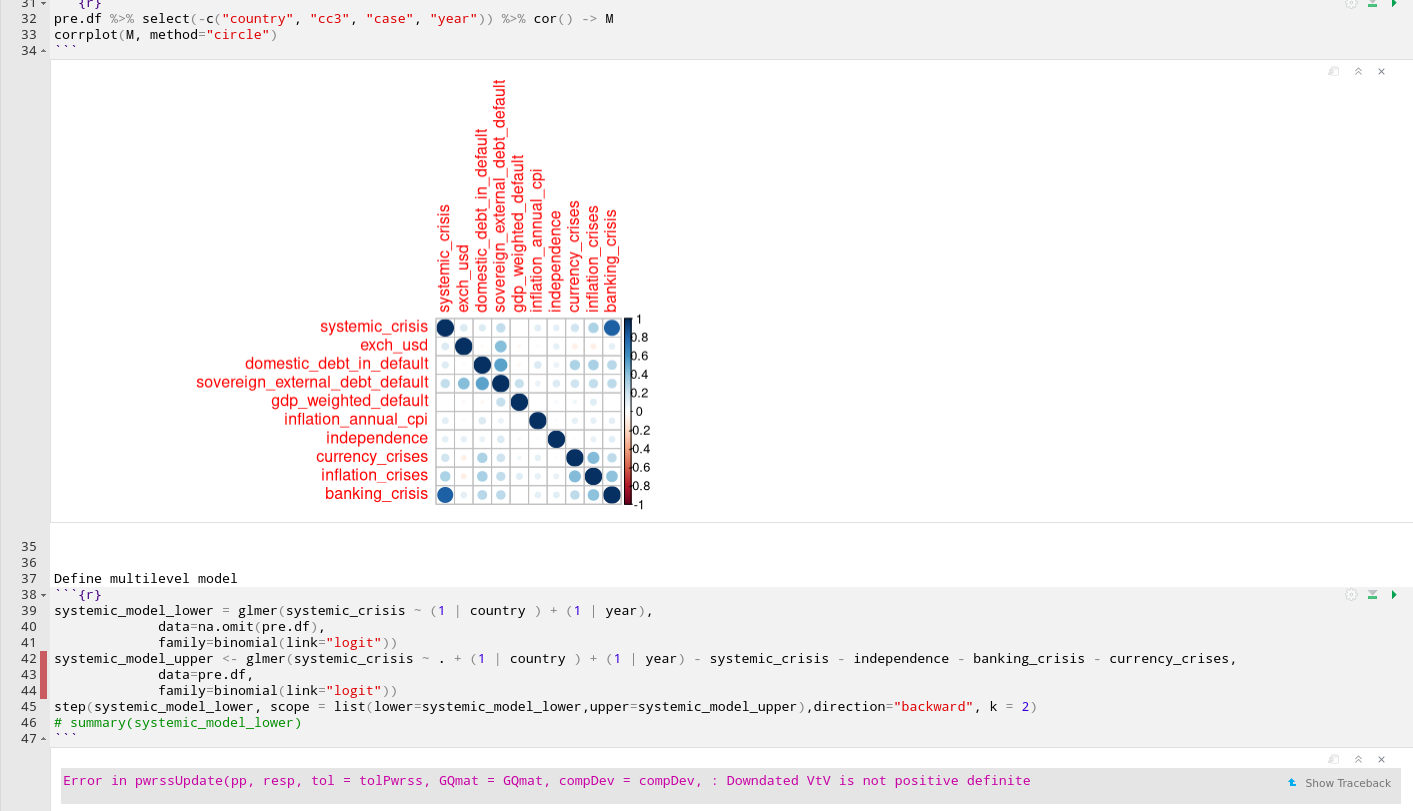 31 {r}
32 pre.df %>% select(-c("country", "cc3", "case", "year")) %>% cor() -> M
33 corrplot(M, method="circle")
34 ```
systemic_crisis
exch_usd
domestic_debt_in_default
sovereign_external_debt_default
gdp_weighted_default
inflation_annual_cpi
independence
currency_crises
inflation_crises
banking_crisis
systemic_crisis
exch_usd
domestic_debt_in_default
sovereign_external_debt_default
gdp_weighted_default
inflation_annual_cpi
independence
currency_crises
inflation_crises
banking_crisis
1
0.8
0.6
0.4
0.2
0
-0.2
-0.4
-0.6
-0.8
-1
35
36
37 Define multilevel model
38 ```{r}
39 systemic_model_lower = glmer(systemic_crisis ~ (1 | country ) + (1 | year),
40 data=na.omit(pre.df),
41 family=binomial(link="logit"))
42 systemic_model_upper <- glmer(systemic_crisis ~ . + (1 | country ) + (1 | year) - systemic_crisis - independence - banking_crisis - currency_crises,
43 data=pre.df,
44 family=binomial(link="logit"))
45 step(systemic_model_lower, scope = list(lower=systemic_model_lower,upper=systemic_model_upper),direction="backward", k = 2)
46 # summary(systemic_model_lower)
47 ```
Error in pwrssUpdate(pp, resp, tol = tolPwrss, GQmat = GQmat, compDev = compDev, : Downdated VtV is not positive definite
Show Traceback